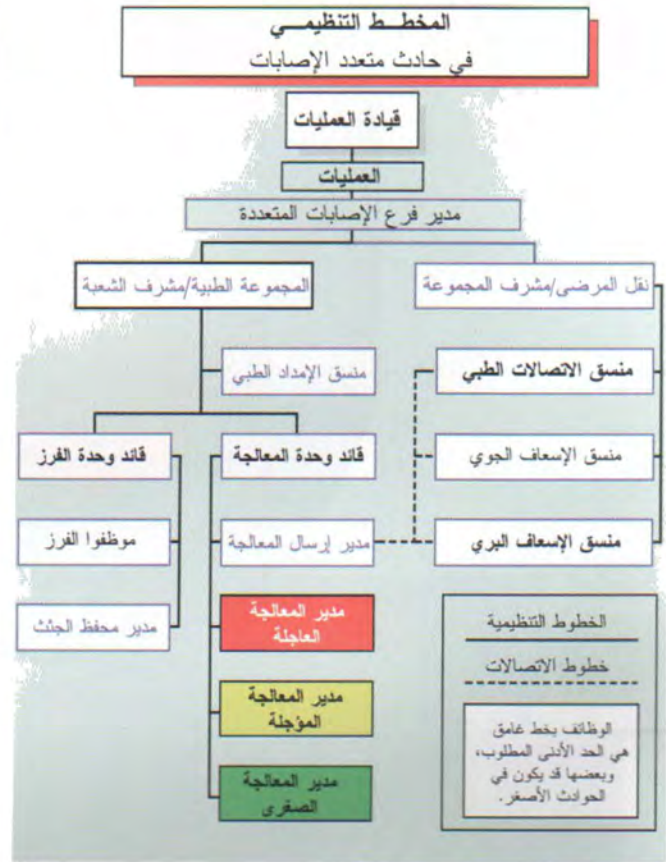 المخطـط التنظيمـــي
في حادث متعدد الإصابات
قيادة العمليات
العمليات
مدير فرع الإصابات المتعددة
المجموعة الطبية/مشرف الشعبة
نقل المرضى/مشرف المجموعة
منسق الإمداد الطبي
منسق الاتصالات الطبي
قائد وحدة الفرز
قائد وحدة المعالجة
منسق الإسعاف الجوي
موظفوا الفرز
مدير إرسال المعالجة
منسق الإسعاف البري
مدير محفظ الجثث
مدير المعالجة
العاجلة
مدير المعالجة
المؤجلة
مدير المعالجة
الصغرى
الخطوط التنظيمية
خطوط الاتصالات
الوظائف بخط غامق
هي الحد الأدنى المطلوب،
وبعضها قد يكون في
الحوادث الأصغر.